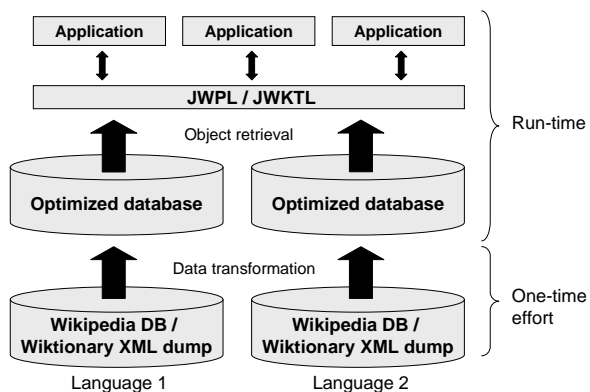 Application Application Application
JWPL / JWKTL
Object retrieval
Run-time
Optimized database Optimized database
Data transformation
One-time
effort
Wikipedia DB / Wikipedia DB /
Wiktionary XML dump Wiktionary XML dump
Language 1 Language 2